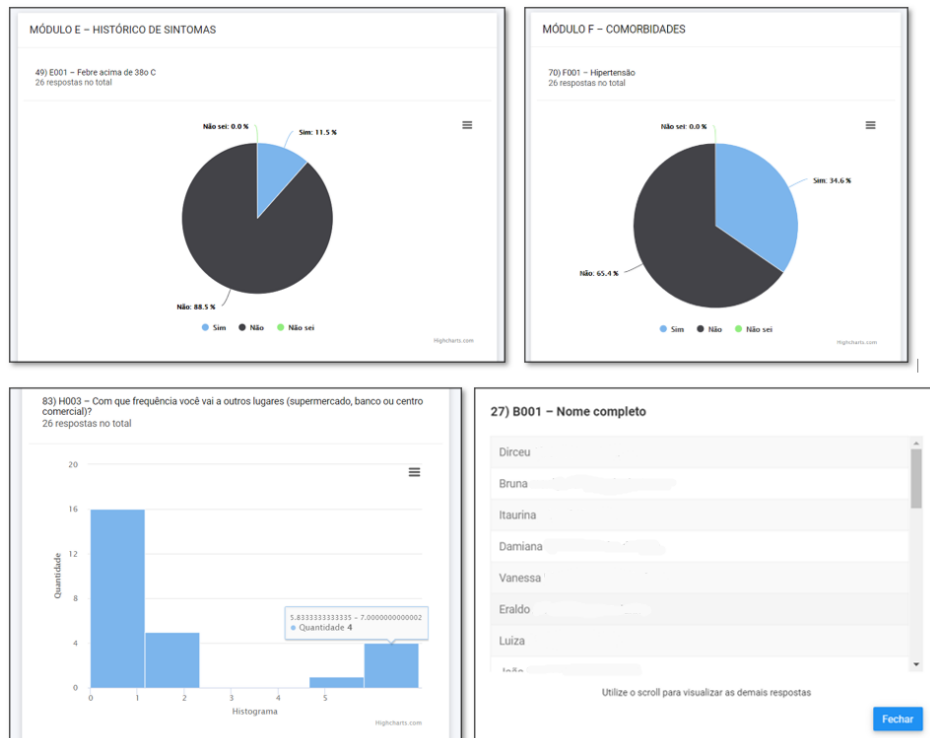 MÓDULO E – HISTÓRICO DE SINTOMAS
49) E001 – Febre acima de 38o C
26 respostas no total
Não sei: 0.0 %
Sim: 11.5 %
Não: 88.5 %
Sim
Não
Não sei
Highcharts.com
MÓDULO F – COMORBIDADES
70) F001 – Hipertensão
26 respostas no total
Não sei: 0.0 %
Sim: 34.6 %
Não: 65.4 %
Sim
Não
Não sei
Highcharts.com
83) H003 – Com que frequência você vai a outros lugares (supermercado, banco ou centro
comercial)?
26 respostas no total
20
16
12
8
4
0
Quantidade
5.8333333333335 – 7.0000000000002
Quantidade 4
0 1 2 3 4 5
Histograma
Highcharts.com
27) B001 – Nome completo
Dirceu
Bruna
Itaurina
Damiana
Vanessa
Eraldo
Luiza
Utilize o scroll para visualizar as demais respostas
Fechar